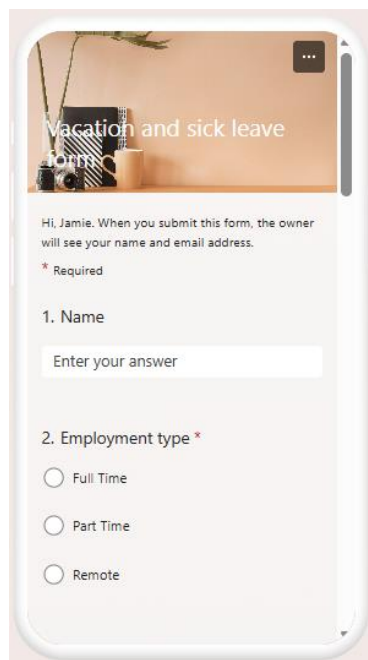 ...
Vacation and sick leave
form
Hi, Jamie. When you submit this form, the owner
will see your name and email address.
* Required
1. Name
Enter your answer
2. Employment type *
Full Time
Part Time
Remote